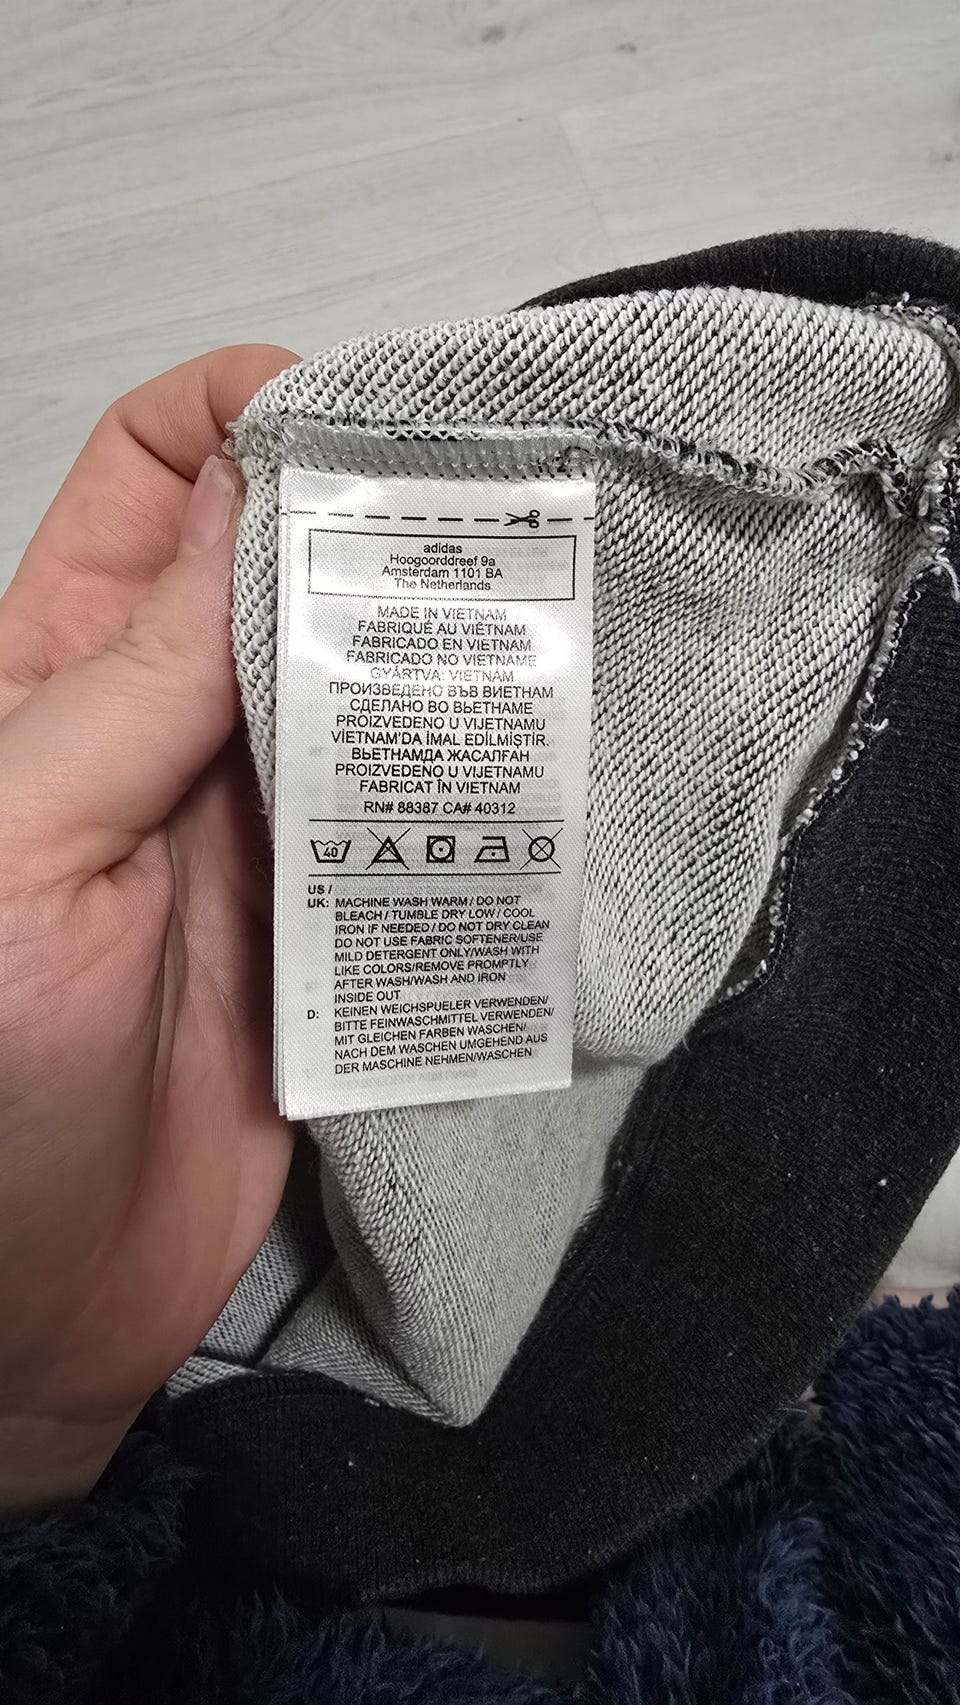 adidas
Hoogoorddreef 9a
Amsterdam 1101 BA
The Netherlands
MADE IN VIETNAM
FABRIQUÉ AU VIÊTNAM
FABRICADO EN VIETNAM
FABRICADO NO VIETNAME
GYÁRTVA: VIETNÁM
ПРОИЗВЕДЕНО ВЪВ ВИЕТНАМ
СДЕЛАНО ВО ВЬЕТНАМЕ
PROIZVEDENO U VIJETNAMU
VİETNAM'DA İMAL EDİLMİŞTİR.
ВЬЕТНАМДА ЖАСАЛҒАН
PROIZVEDENO U VIJETNAMU
FABRICAT ÎN VIETNAM
RN# 88387 CA# 40312
40
US /
UK: MACHINE WASH WARM / DO NOT
BLEACH / TUMBLE DRY LOW / COOL
IRON IF NEEDED / DO NOT DRY CLEAN
DO NOT USE FABRIC SOFTENER/USE
MILD DETERGENT ONLY/WASH WITH
LIKE COLORS/REMOVE PROMPTLY
AFTER WASH/WASH AND IRON
INSIDE OUT
D: KEINEN WEICHSPUELER VERWENDEN/
BITTE FEINWASCHMITTEL VERWENDEN/
MIT GLEICHEN FARBEN WASCHEN/
NACH DEM WASCHEN UMGEHEND AUS
DER MASCHINE NEHMEN/WASCHEN